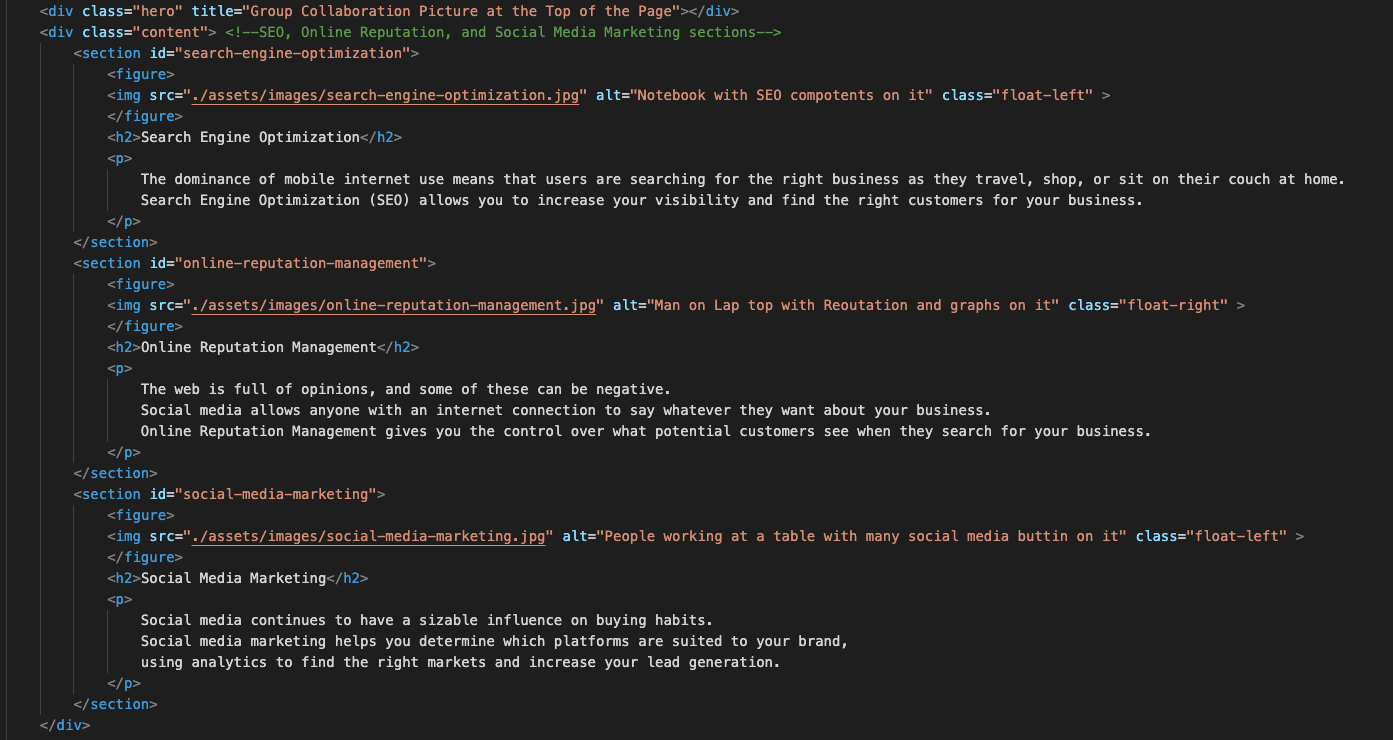 <div class="hero" title="Group Collaboration Picture at the Top of the Page"></div>
<div class="content"> <!--SEO, Online Reputation, and Social Media Marketing sections-->
<section id="search-engine-optimization">
<figure>
<img src="./assets/images/search-engine-optimization.jpg" alt="Notebook with SEO compotents on it" class="float-left" >
</figure>
<h2>Search Engine Optimization</h2>
<p>
The dominance of mobile internet use means that users are searching for the right business as they travel, shop, or sit on their couch at home.
Search Engine Optimization (SEO) allows you to increase your visibility and find the right customers for your business.
</p>
</section>
<section id="online-reputation-management">
<figure>
<img src="./assets/images/online-reputation-management.jpg" alt="Man on Lap top with Reoutation and graphs on it" class="float-right" >
</figure>
<h2>Online Reputation Management</h2>
<p>
The web is full of opinions, and some of these can be negative.
Social media allows anyone with an internet connection to say whatever they want about your business.
Online Reputation Management gives you the control over what potential customers see when they search for your business.
</p>
</section>
<section id="social-media-marketing">
<figure>
<img src="./assets/images/social-media-marketing.jpg" alt="People working at a table with many social media buttin on it" class="float-left" >
</figure>
<h2>Social Media Marketing</h2>
<p>
Social media continues to have a sizable influence on buying habits.
Social media marketing helps you determine which platforms are suited to your brand,
using analytics to find the right markets and increase your lead generation.
</p>
</section>
</div>